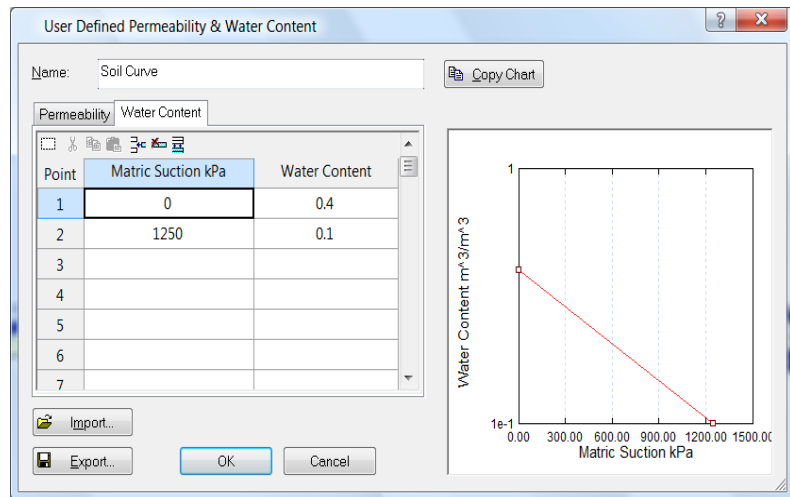 User Defined Permeability & Water Content
Name: Soil Curve
Copy Chart
Permeability Water Content
Point Matric Suction kPa Water Content
1 0 0.4
2 1250 0.1
3
4
5
6
7
Import...
Export... OK Cancel
1
Water Content m^3/m^3
1e-1
0.00 300.00 600.00 900.00 1200.00 1500.00
Matric Suction kPa